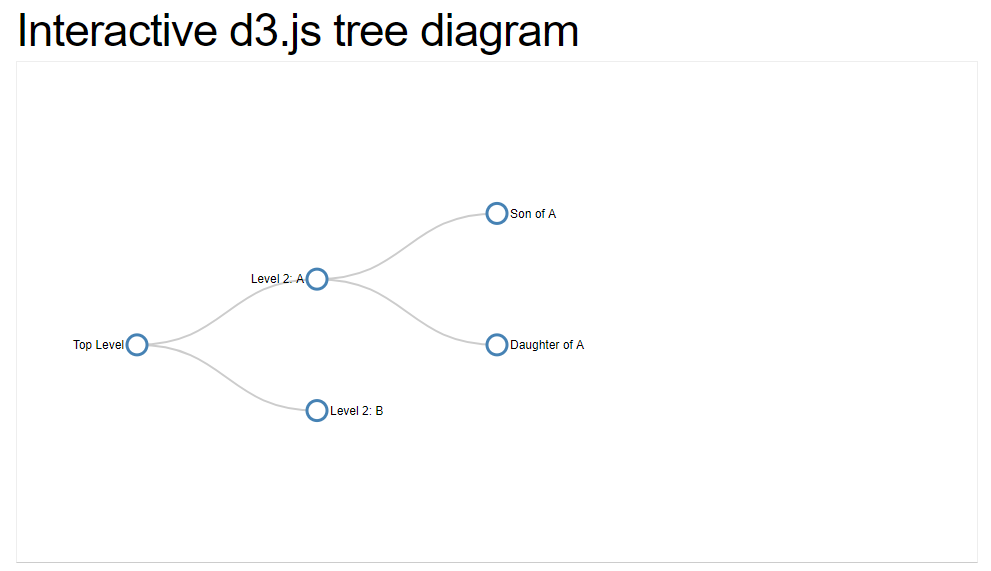 Interactive d3.js tree diagram
Son of A
Level 2: A
Top Level
Daughter of A
Level 2: B